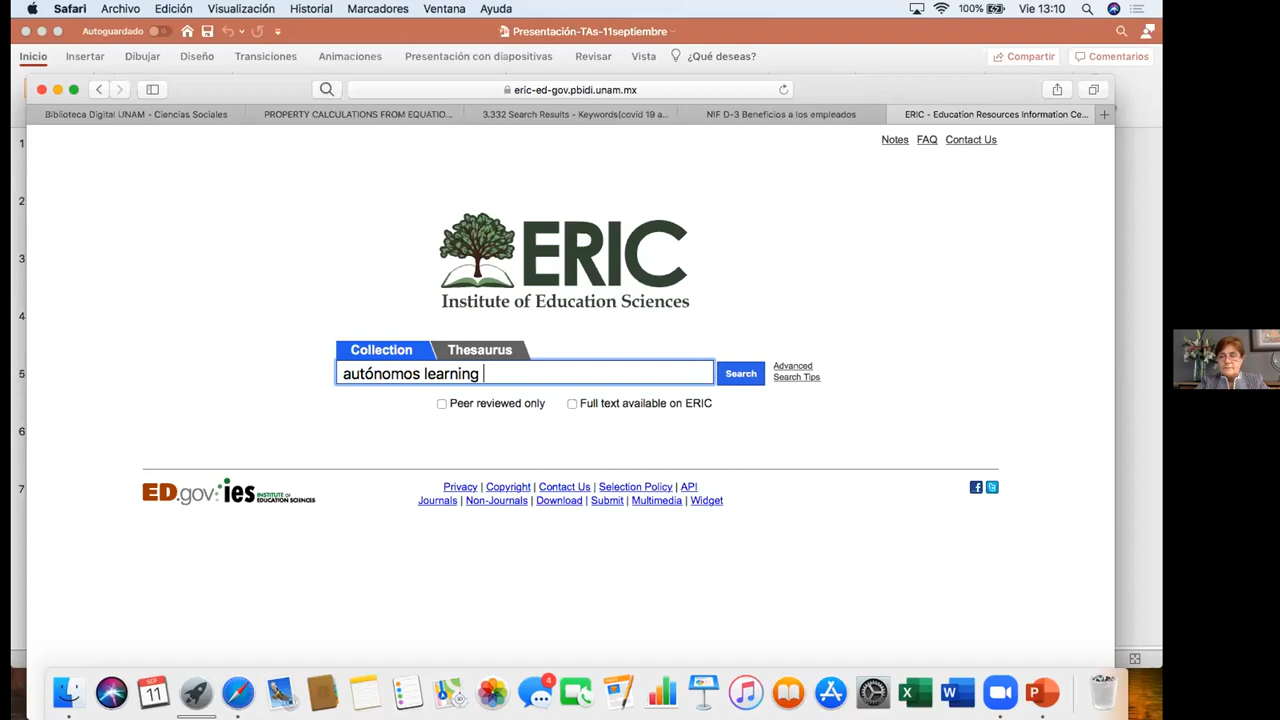 Safari Archivo Edición Visualización Historial Marcadores Ventana Ayuda 100% Vie 13:10
Autoguardado Presentación-TAs-11septiembre
Inicio Insertar Dibujar Diseño Transiciones Animaciones Presentación con diapositivas Revisar Vista ¿Qué deseas? Compartir Comentarios
eric-ed-gov.pbidi.unam.mx
Biblioteca Digital UNAM - Ciencias Sociales PROPERTY CALCULATIONS FROM EQUATIO... 3.332 Search Results - Keywords(covid 19 a... NIF D-3 Beneficios a los empleados ERIC - Education Resources Information Ce...
Notes FAQ Contact Us
1
2
3
4
5
6
7
ERIC
Institute of Education Sciences
Collection Thesaurus
autónomos learning
Search
Advanced
Search Tips
Peer reviewed only Full text available on ERIC
ED.gov ies INSTITUTE OF
EDUCATION SCIENCES
Privacy | Copyright | Contact Us | Selection Policy | API
Journals | Non-Journals | Download | Submit | Multimedia | Widget
SEP
11
4
X W P